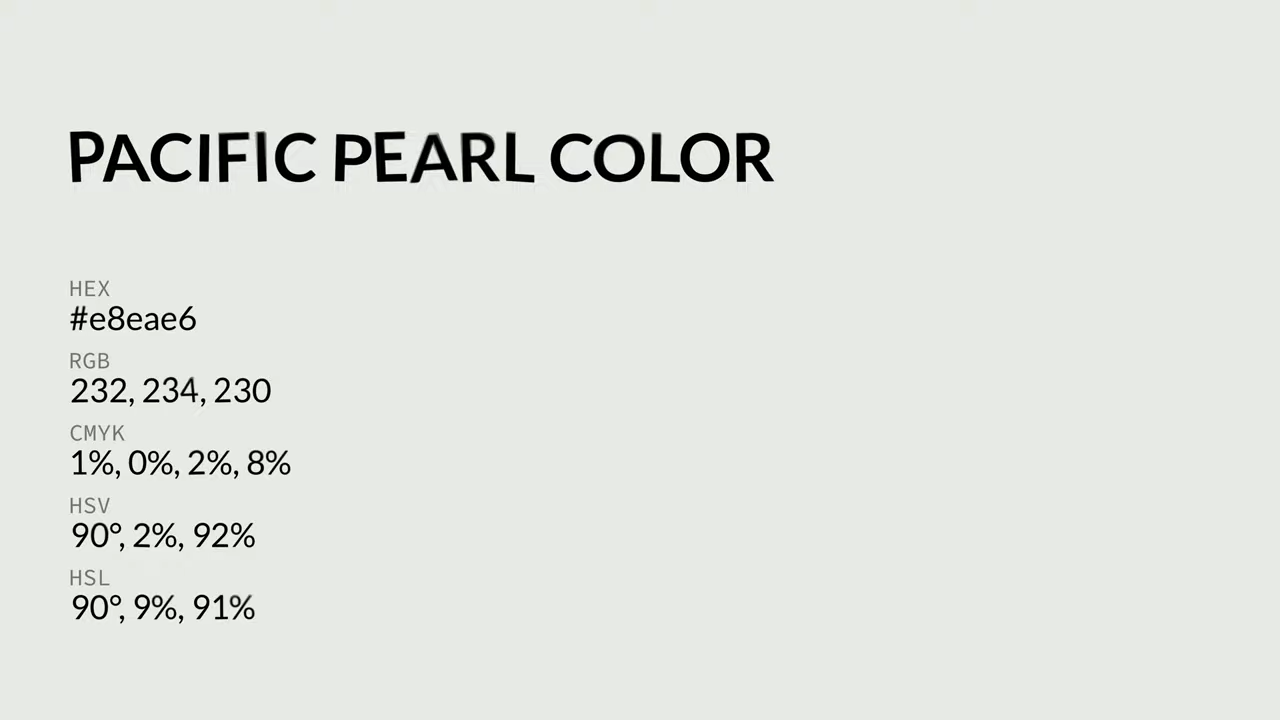 PACIFIC PEARL COLOR
HEX
#e8eae6
RGB
232, 234, 230
CMYK
1%, 0%, 2%, 8%
HSV
90°, 2%, 92%
HSL
90°, 9%, 91%